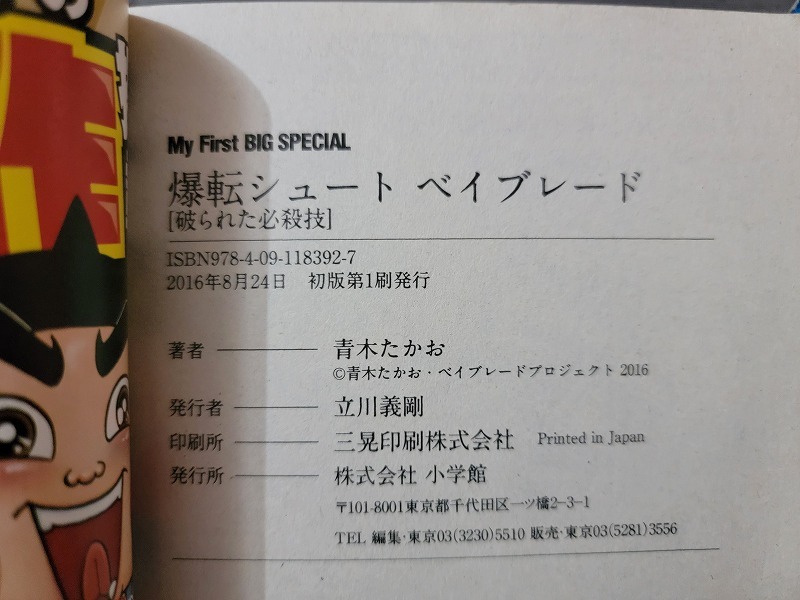 My First BIG SPECIAL
爆転シュート ベイブレード
[破られた必殺技]
ISBN978-4-09-118392-7
2016年8月24日　初版第1刷発行
著者 ―――― 青木たかお
©青木たかお・ベイブレードプロジェクト 2016
発行者 ―――― 立川義剛
印刷所 ―――― 三晃印刷株式会社 Printed in Japan
発行所 ―――― 株式会社 小学館
〒101-8001東京都千代田区一ツ橋2-3-1
TEL 編集・東京03(3230)5510 販売・東京03(5281)3556